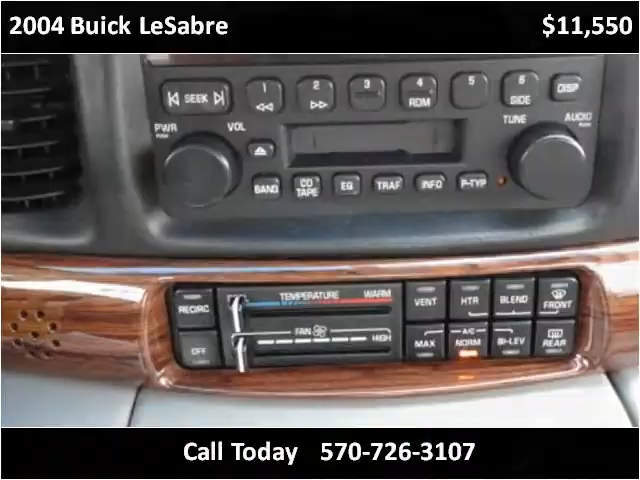 2004 Buick LeSabre $11,550
SEEK 1 2 3 4 RDM 5 6 SIDE DISP
PWR PUSH VOL TUNE AUDIO PUSH
BAND CD TAPE EQ TRAF INFO P-TYP
RECIRC TEMPERATURE WARM VENT HTR BLEND FRONT
OFF FAN HIGH MAX A/C NORM BI-LEV REAR
Call Today 570-726-3107